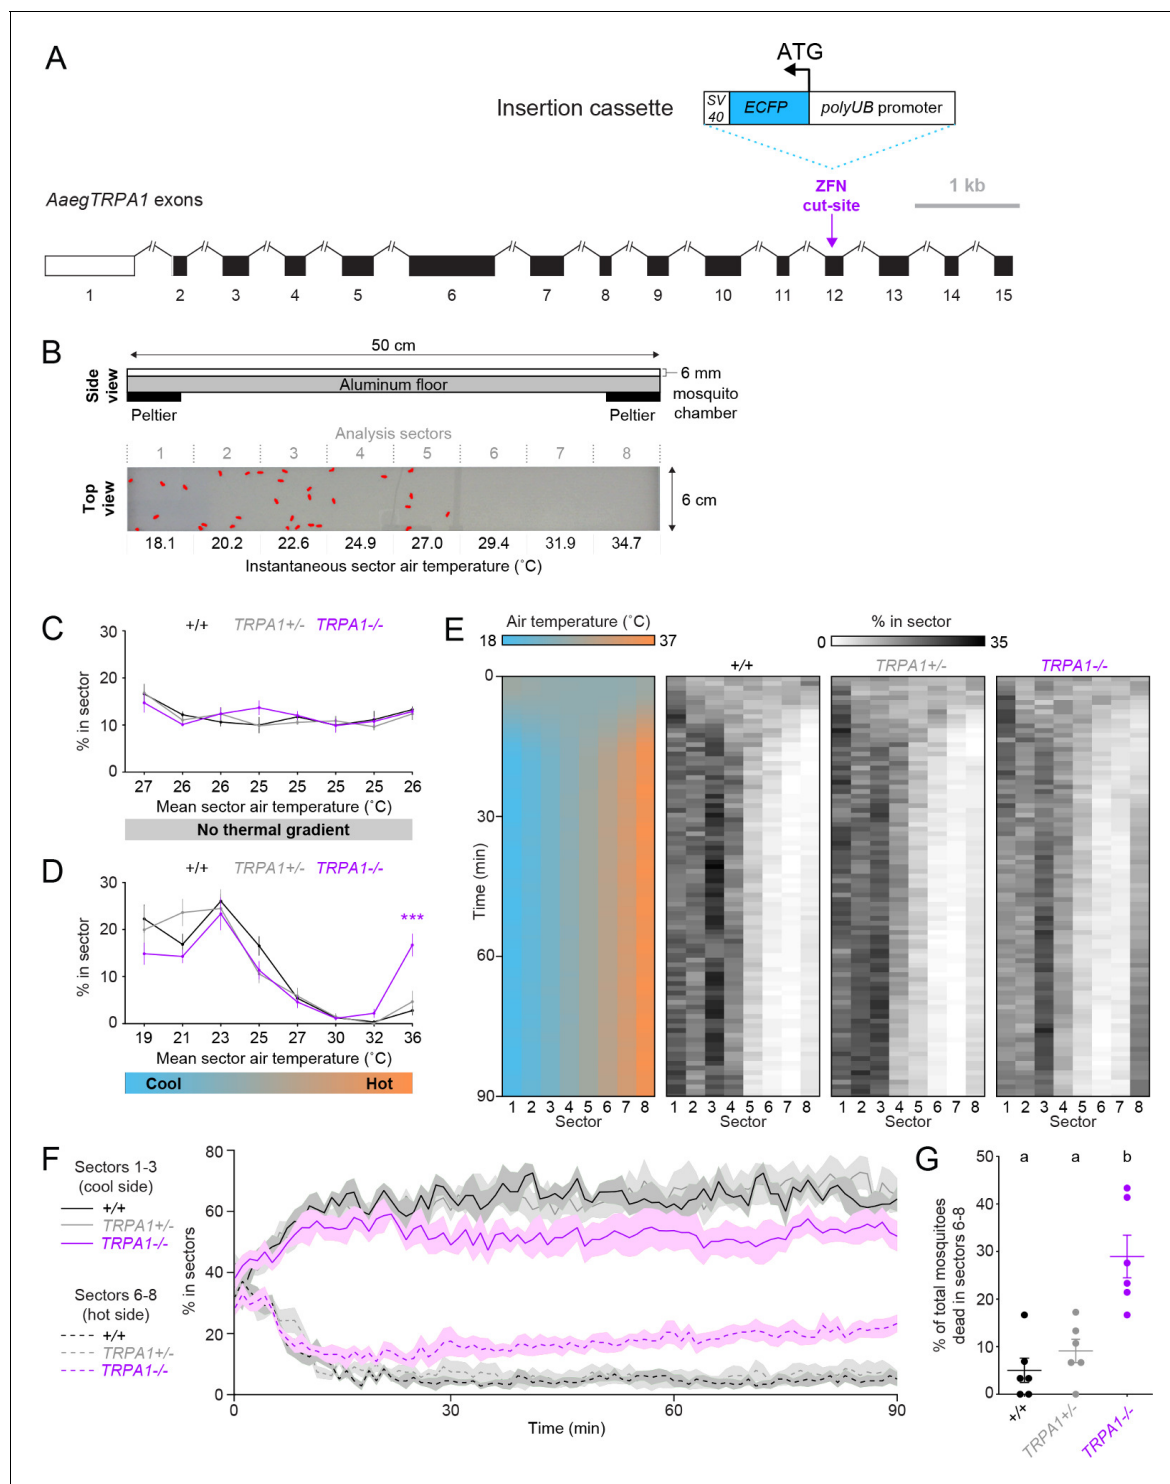 A
ATG
Insertion cassette
SV 40
ECFP
polyUB promoter
ZFN cut-site
1 kb
AaegTRPA1 exons
1 2 3 4 5 6 7 8 9 10 11 12 13 14 15
B
50 cm
Side view
Aluminum floor
6 mm
mosquito
chamber
Peltier Peltier
Analysis sectors
1 2 3 4 5 6 7 8
Top view
6 cm
18.1 20.2 22.6 24.9 27.0 29.4 31.9 34.7
Instantaneous sector air temperature (˚C)
C
+/+ TRPA1+/- TRPA1-/-
% in sector
30
20
10
0
27 26 26 25 25 25 25 26
Mean sector air temperature (˚C)
No thermal gradient
D
+/+ TRPA1+/- TRPA1-/-
% in sector
30
20
10
0
***
19 21 23 25 27 30 32 36
Mean sector air temperature (˚C)
Cool Hot
E
Air temperature (˚C)
18 37
% in sector
0 35
+/+ TRPA1+/- TRPA1-/-
Time (min)
0
30
60
90
1 2 3 4 5 6 7 8 1 2 3 4 5 6 7 8 1 2 3 4 5 6 7 8 1 2 3 4 5 6 7 8
Sector Sector Sector Sector
F
Sectors 1-3
(cool side)
+/+
TRPA1+/-
TRPA1-/-
Sectors 6-8
(hot side)
+/+
TRPA1+/-
TRPA1-/-
% in sectors
80
60
40
20
0
0 30 60 90
Time (min)
G
% of total mosquitoes
dead in sectors 6-8
50
40
30
20
10
0
a a b
+/+
TRPA1+/-
TRPA1-/-